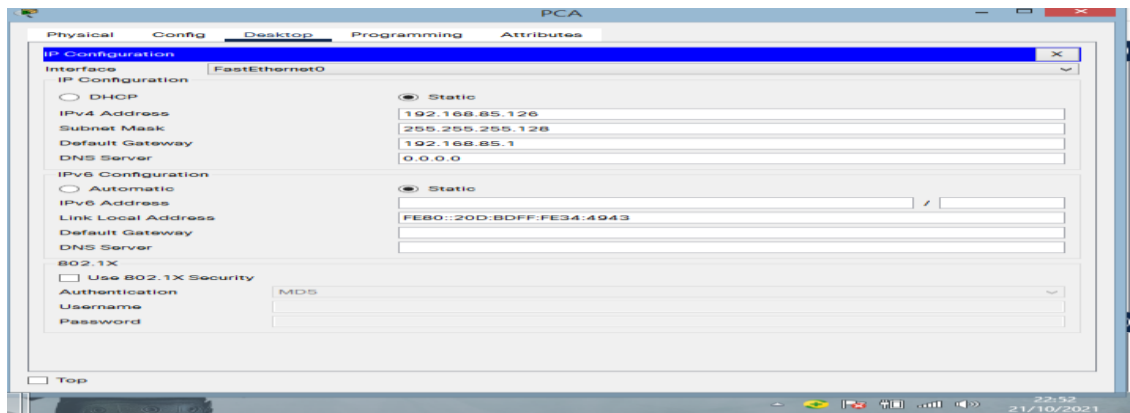 PCA
Physical Config Desktop Programming Attributes
IP Configuration
Interface FastEthernet0
IP Configuration
DHCP Static
IPv4 Address 192.168.85.126
Subnet Mask 255.255.255.128
Default Gateway 192.168.85.1
DNS Server 0.0.0.0
IPv6 Configuration
Automatic Static
IPv6 Address /
Link Local Address FE80::20D:BDFF:FE34:4943
Default Gateway
DNS Server
802.1X
Use 802.1X Security
Authentication MD5
Username
Password
Top
22:52
21/10/2021